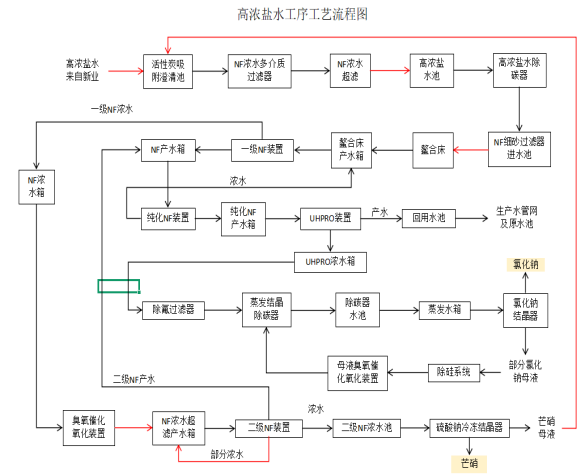 高浓盐水工序工艺流程图
高浓盐水
来自新业
活性炭吸
附澄清池
NF浓水多介质
过滤器
NF浓水
超滤
高浓盐
水池
高浓盐水除
碳器
一级NF浓水
NF浓
水箱
NF产水箱
一级NF装置
螯合床
产水箱
螯合床
NF细砂过滤器
进水池
浓水
纯化NF装置
纯化NF
产水箱
UHPRO装置
产水
回用水池
生产水管网
及原水池
UHPRO浓水箱
氯化钠
除氟过滤器
蒸发结晶
除碳器
除碳器
水池
蒸发水箱
氯化钠
结晶器
母液臭氧催
化氧化装置
除硅系统
部分氯化
钠母液
二级NF产水
臭氧催化
氧化装置
NF浓水超
滤产水箱
二级NF装置
浓水
二级NF浓水池
硫酸钠冷冻结晶器
芒硝
母液
部分浓水
芒硝